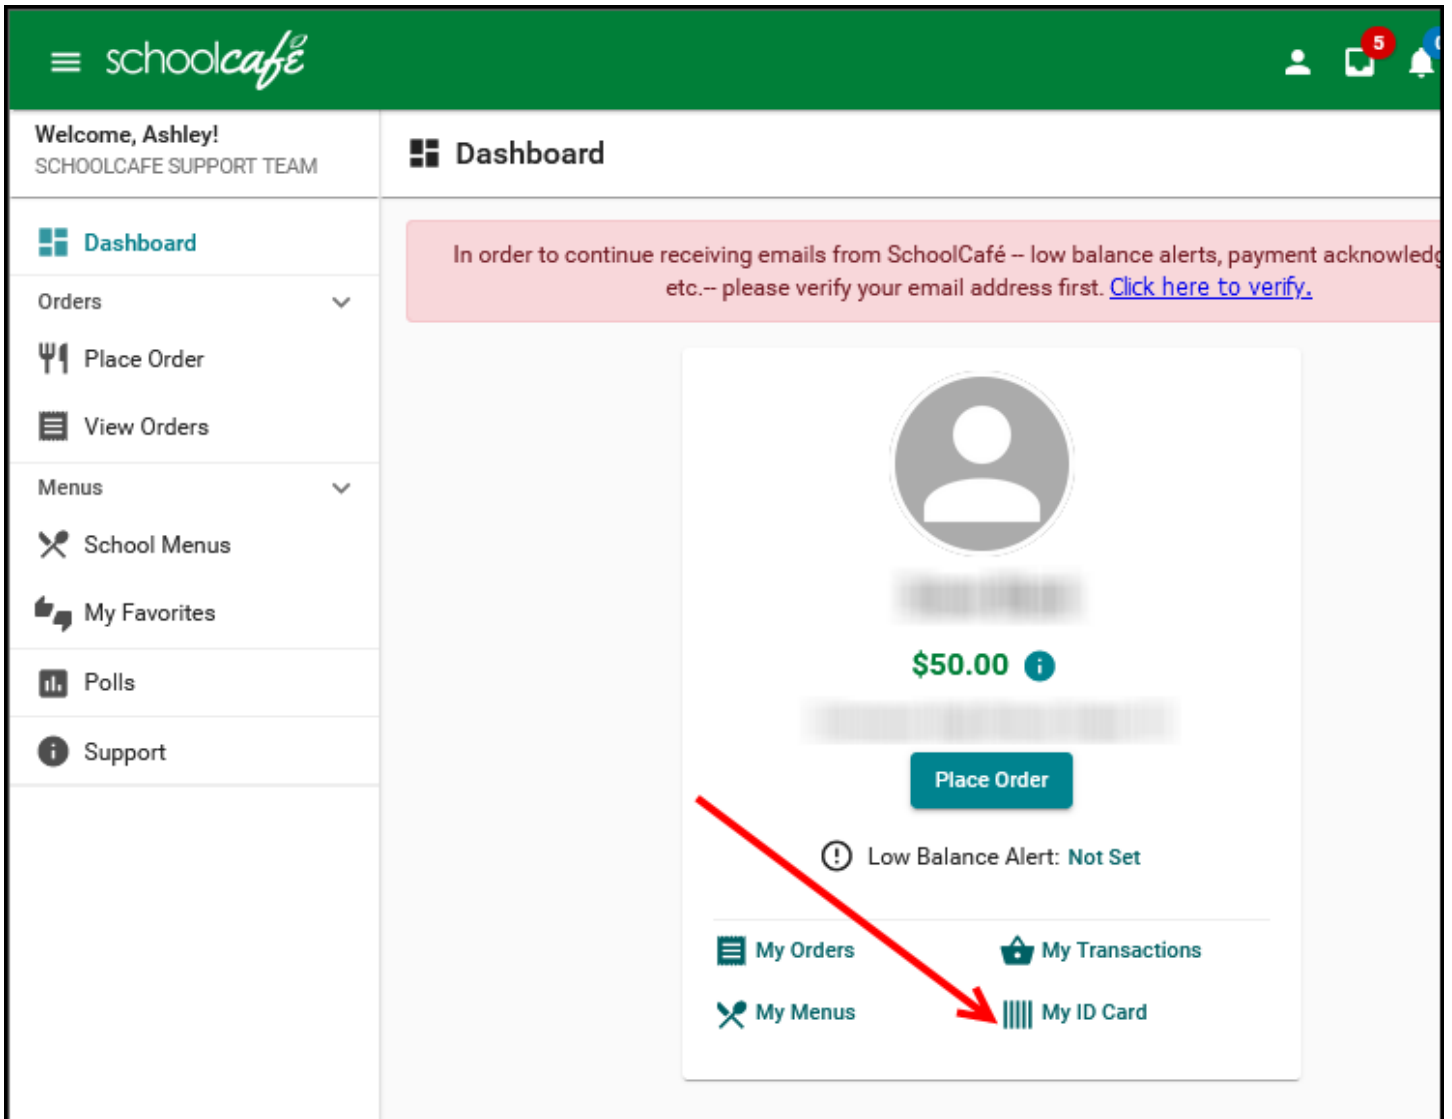 schoolcafé
5
Welcome, Ashley!
SCHOOLCAFE SUPPORT TEAM
Dashboard
Dashboard
In order to continue receiving emails from SchoolCafé -- low balance alerts, payment
etc.-- please verify your email address first. Click here to verify.
Orders
Place Order
View Orders
Menus
School Menus
My Favorites
Polls
Support
$50.00
Place Order
Low Balance Alert: Not Set
My Orders
My Transactions
My Menus
My ID Card